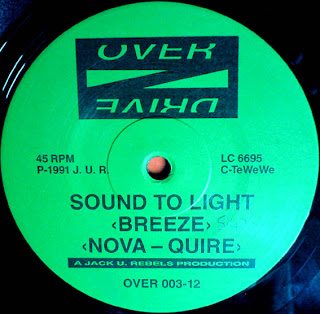 OVER
DRIVE
45 RPM
P-1991 J. U. R.
LC 6695
C-TeWeWe
SOUND TO LIGHT
‹BREEZE›
‹NOVA – QUIRE›
A JACK U. REBELS PRODUCTION
OVER 003-12